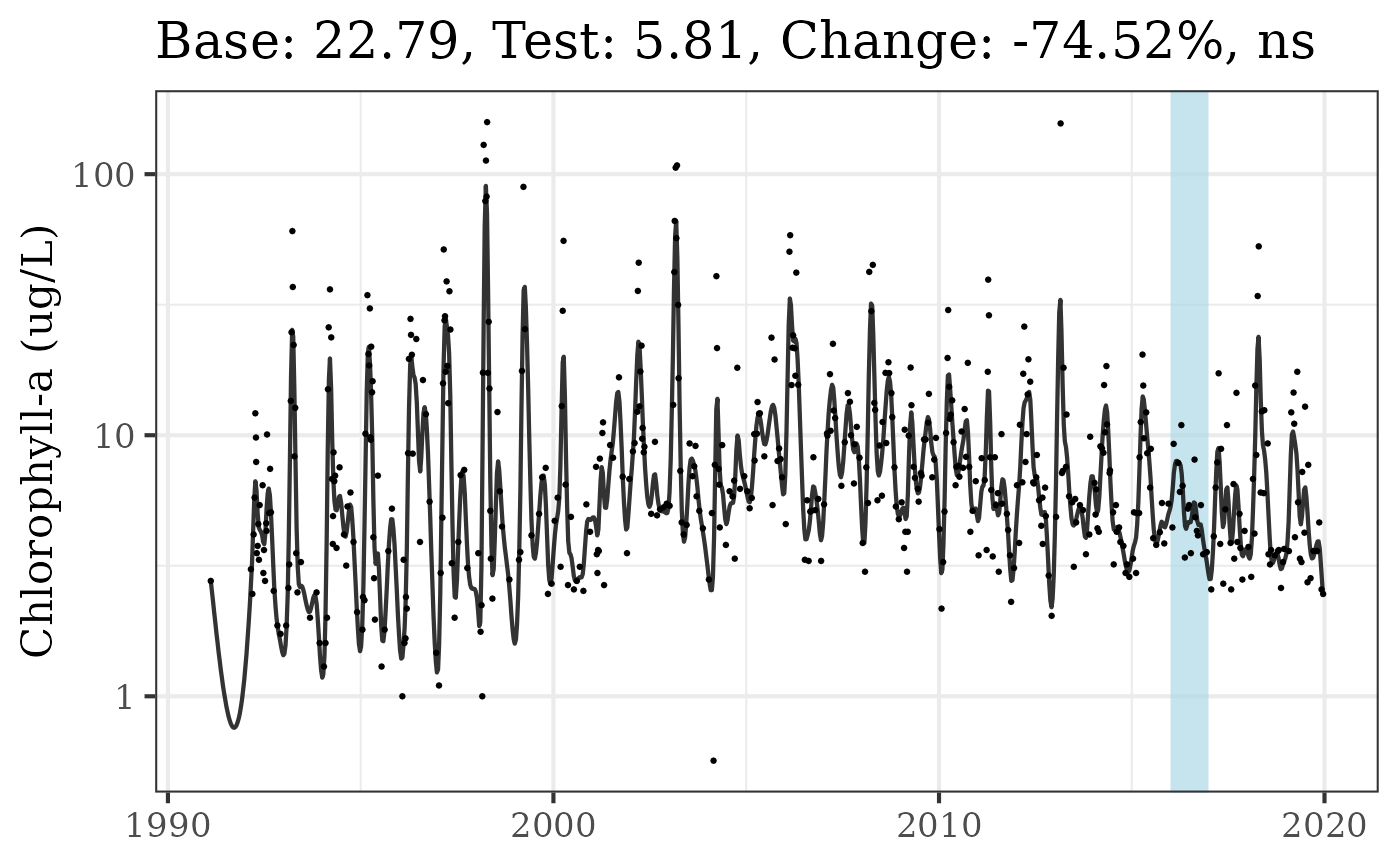 Base: 22.79, Test: 5.81, Change: -74.52%, ns
Chlorophyll-a (ug/L)
100
10
1
1990 2000 2010 2020